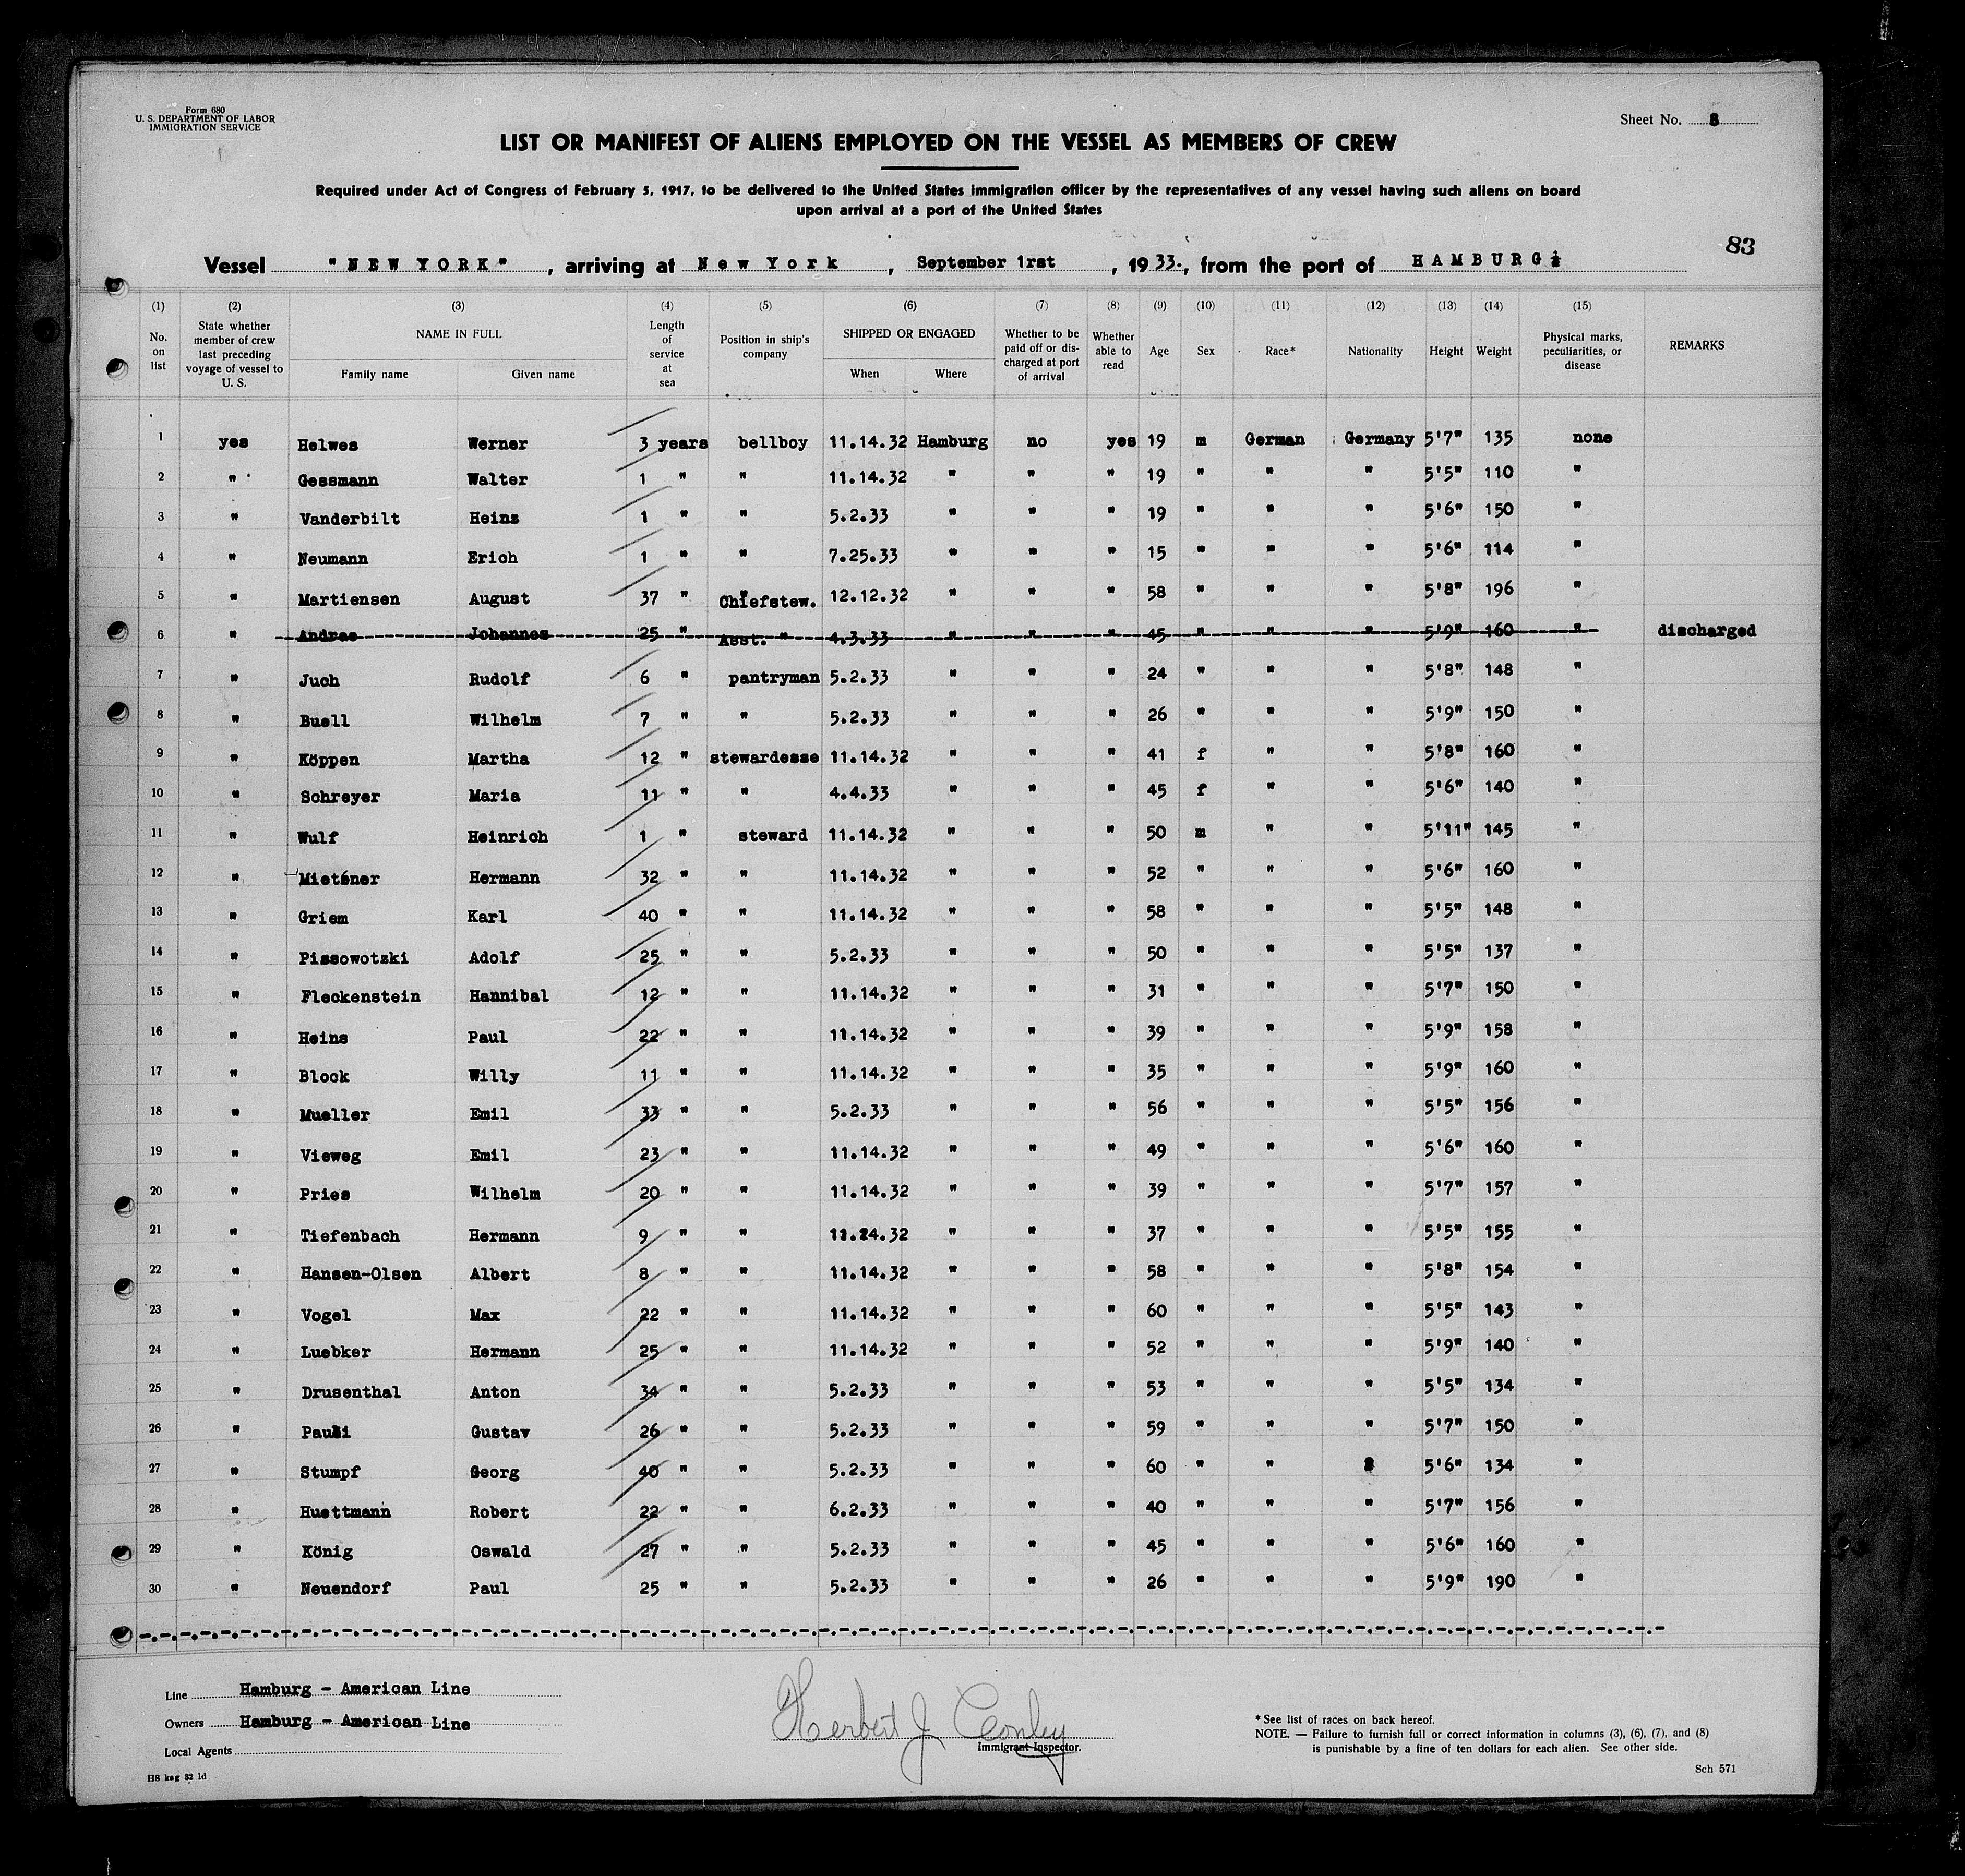 Form 680
U. S. DEPARTMENT OF LABOR
IMMIGRATION SERVICE
Sheet No. 8
LIST OR MANIFEST OF ALIENS EMPLOYED ON THE VESSEL AS MEMBERS OF CREW
Required under Act of Congress of February 5, 1917, to be delivered to the United States immigration officer by the representatives of any vessel having such aliens on board
upon arrival at a port of the United States
83
Vessel "NEW YORK" , arriving at New York , September 1rst , 1933., from the port of HAMBURG
(1) (2) (3) (4) (5) (6) (7) (8) (9) (10) (11) (12) (13) (14) (15)
No. on list State whether member of crew last preceding voyage of vessel to U. S. NAME IN FULL Family name Given name Length of service at sea Position in ship's company SHIPPED OR ENGAGED When Where Whether to be paid off or discharged at port of arrival Whether able to read Age Sex Race* Nationality Height Weight Physical marks, peculiarities, or disease REMARKS
1 yes Helwes Werner 3 years bellboy 11.14.32 Hamburg no yes 19 m German Germany 5'7" 135 none
2 " Gessmann Walter 1 " " 11.14.32 " " " 19 " " " 5'5" 110 "
3 " Vanderbilt Heinz 1 " " 5.2.33 " " " 19 " " " 5'6" 150 "
4 " Neumann Erich 1 " " 7.25.33 " " " 15 " " " 5'6" 114 "
5 " Martiensen August 37 " Chiefstew. 12.12.32 " " " 58 " " " 5'8" 196 "
6 " Andrae Johannes 25 " Asst. " 4.3.33 " " " 45 " " " 5'9" 160 " discharged
7 " Juch Rudolf 6 " pantryman 5.2.33 " " " 24 " " " 5'8" 148 "
8 " Buell Wilhelm 7 " " 5.2.33 " " " 26 " " " 5'9" 150 "
9 " Köppen Martha 12 " stewardesse 11.14.32 " " " 41 f " " 5'8" 160 "
10 " Schreyer Maria 11 " " 4.4.33 " " " 45 f " " 5'6" 140 "
11 " Wulf Heinrich 1 " steward 11.14.32 " " " 50 m " " 5'11" 145 "
12 " Hermann 32 " " 11.14.32 " " " 52 " " " 5'6" 160 "
13 " Griem Karl 40 " " 11.14.32 " " " 58 " " " 5'5" 148 "
14 " Pissowotzki Adolf 25 " " 5.2.33 " " " 50 " " " 5'5" 137 "
15 " Fleckenstein Hannibal 12 " " 11.14.32 " " " 31 " " " 5'7" 150 "
16 " Heins Paul 22 " " 11.14.32 " " " 39 " " " 5'9" 158 "
17 " Block Willy 11 " " 11.14.32 " " " 35 " " " 5'9" 160 "
18 " Mueller Emil 33 " " 5.2.33 " " " 56 " " " 5'5" 156 "
19 " Vieweg Emil 23 " " 11.14.32 " " " 49 " " " 5'6" 160 "
20 " Pries Wilhelm 20 " " 11.14.32 " " " 39 " " " 5'7" 157 "
21 " Tiefenbach Hermann 9 " " 11.24.32 " " " 37 " " " 5'5" 155 "
22 " Hansen-Olsen Albert 8 " " 11.14.32 " " " 58 " " " 5'8" 154 "
23 " Vogel Max 22 " " 11.14.32 " " " 60 " " " 5'5" 143 "
24 " Luebker Hermann 25 " " 11.14.32 " " " 52 " " " 5'9" 140 "
25 " Drusenthal Anton 34 " " 5.2.33 " " " 53 " " " 5'5" 134 "
26 " Gustav 26 " " 5.2.33 " " " 59 " " " 5'7" 150 "
27 " Stumpf Georg 40 " " 5.2.33 " " " 60 " " 5'6" 134 "
28 " Huettmann Robert 22 " " 6.2.33 " " " 40 " " " 5'7" 156 "
29 " König Oswald 27 " " 5.2.33 " " " 45 " " " 5'6" 160 "
30 " Neuendorf Paul 25 " " 5.2.33 " " " 26 " " " 5'9" 190 "
Line Hamburg - American Line
Owners Hamburg - American Line
Local Agents
Herbert J Conley
Immigrant Inspector.
* See list of races on back hereof.
NOTE. — Failure to furnish full or correct information in columns (3), (6), (7), and (8)
is punishable by a fine of ten dollars for each alien. See other side.
HS ksg 32 ld
Sch 571